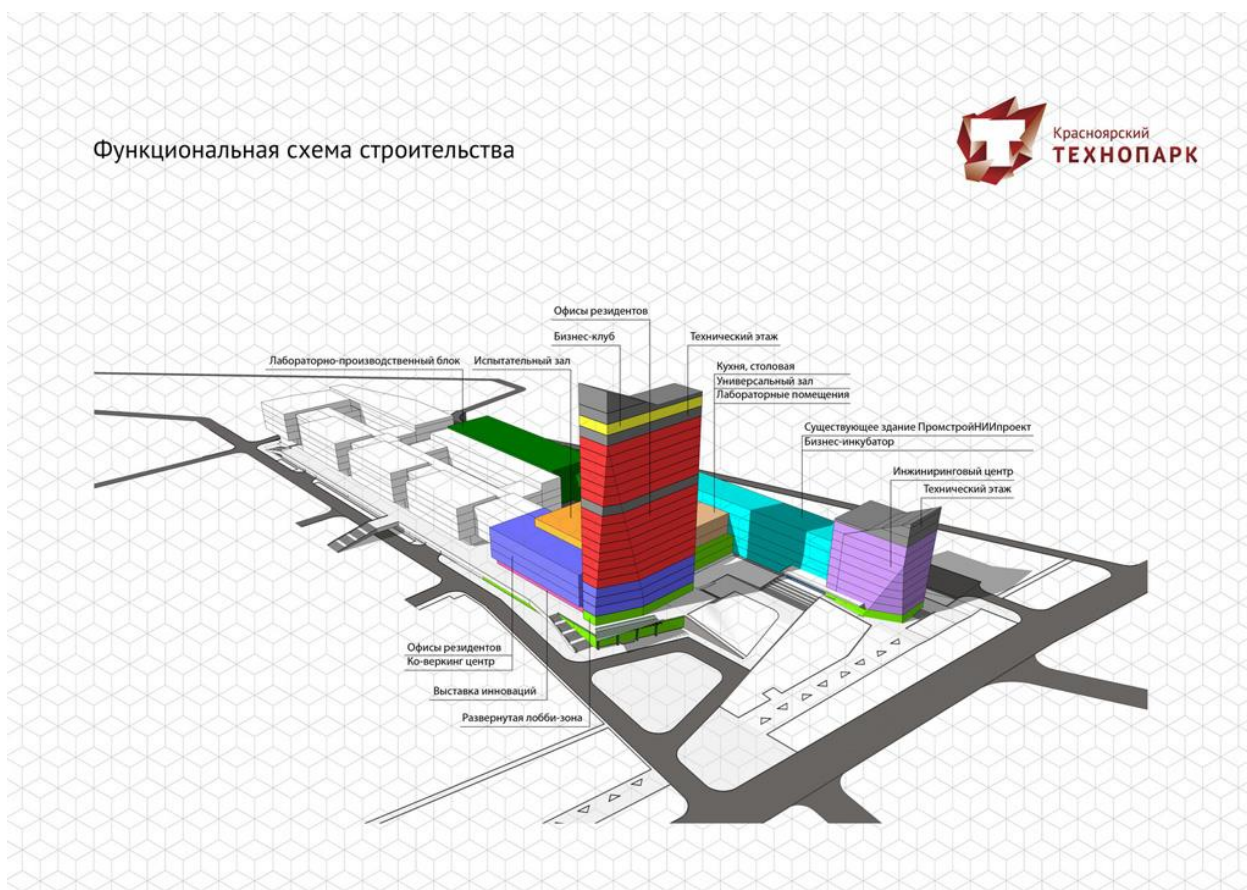 Функциональная схема строительства
Красноярский
ТЕХНОПАРК
Офисы резидентов
Бизнес-клуб
Технический этаж
Лабораторно-производственный блок
Испытательный зал
Кухня, столовая
Универсальный зал
Лабораторные помещения
Существующее здание ПромстройНИИпроект
Бизнес-инкубатор
Инжиниринговый центр
Технический этаж
Офисы резидентов
Ко-веркинг центр
Выставка инноваций
Развернутая лобби-зона